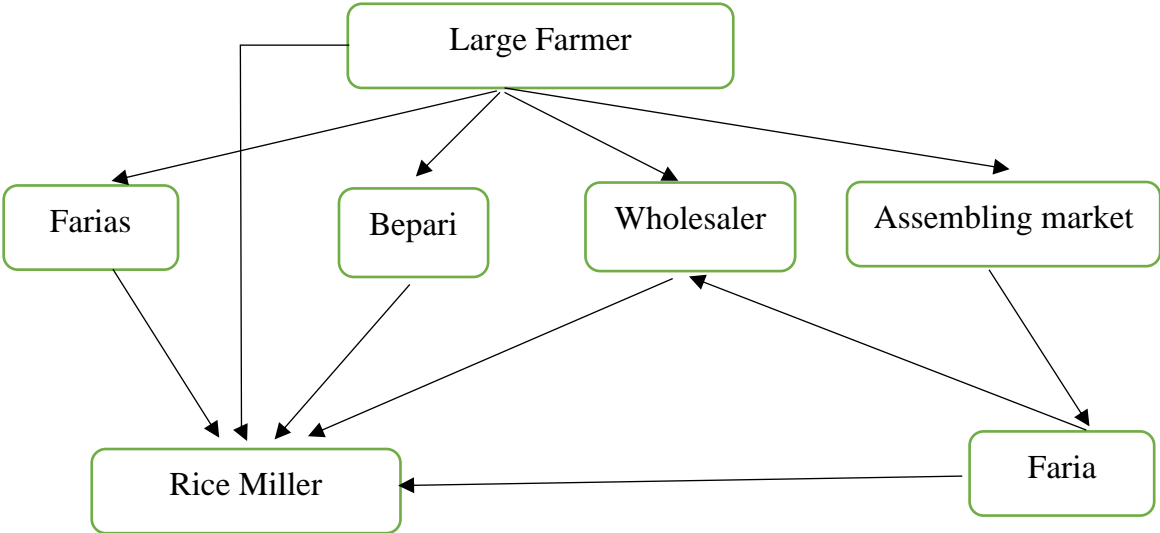 Large Farmer
Farias
Bepari
Wholesaler
Assembling market
Rice Miller
Faria